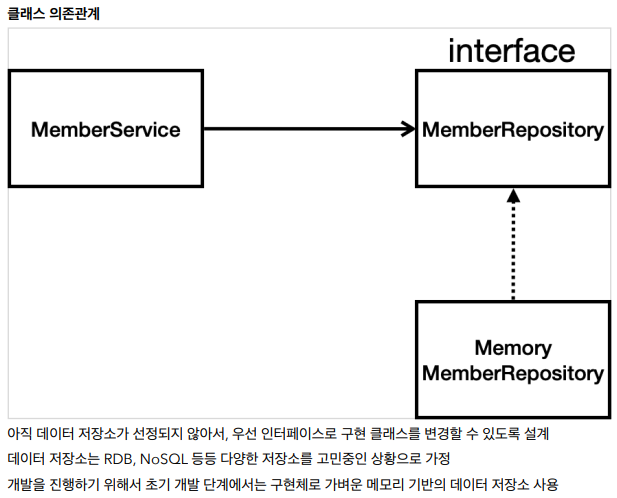 클래스 의존관계
interface
MemberService
MemberRepository
Memory
MemberRepository
아직 데이터 저장소가 선정되지 않아서, 우선 인터페이스로 구현 클래스를 변경할 수 있도록 설계
데이터 저장소는 RDB, NoSQL 등등 다양한 저장소를 고민중인 상황으로 가정
개발을 진행하기 위해서 초기 개발 단계에서는 구현체로 가벼운 메모리 기반의 데이터 저장소 사용